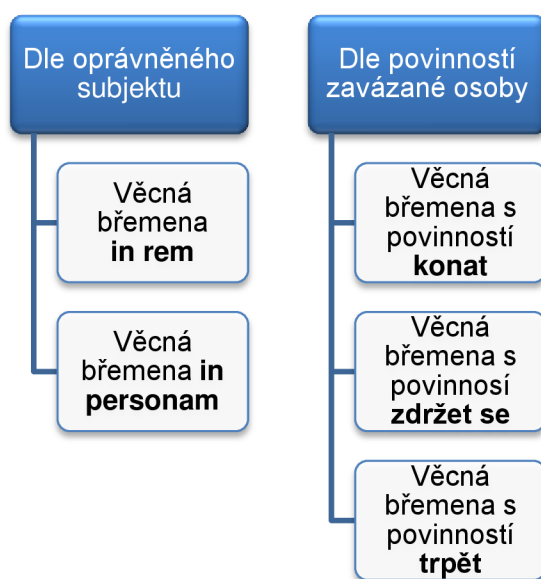 Dle oprávněného
subjektu
Věcná
břemena
in rem
Věcná
břemena in
personam
Dle povinností
zavázané osoby
Věcná
břemena s
povinností
konat
Věcná
břemena s
povinosí
zdržet se
Věcná
břemena s
povinností
trpět